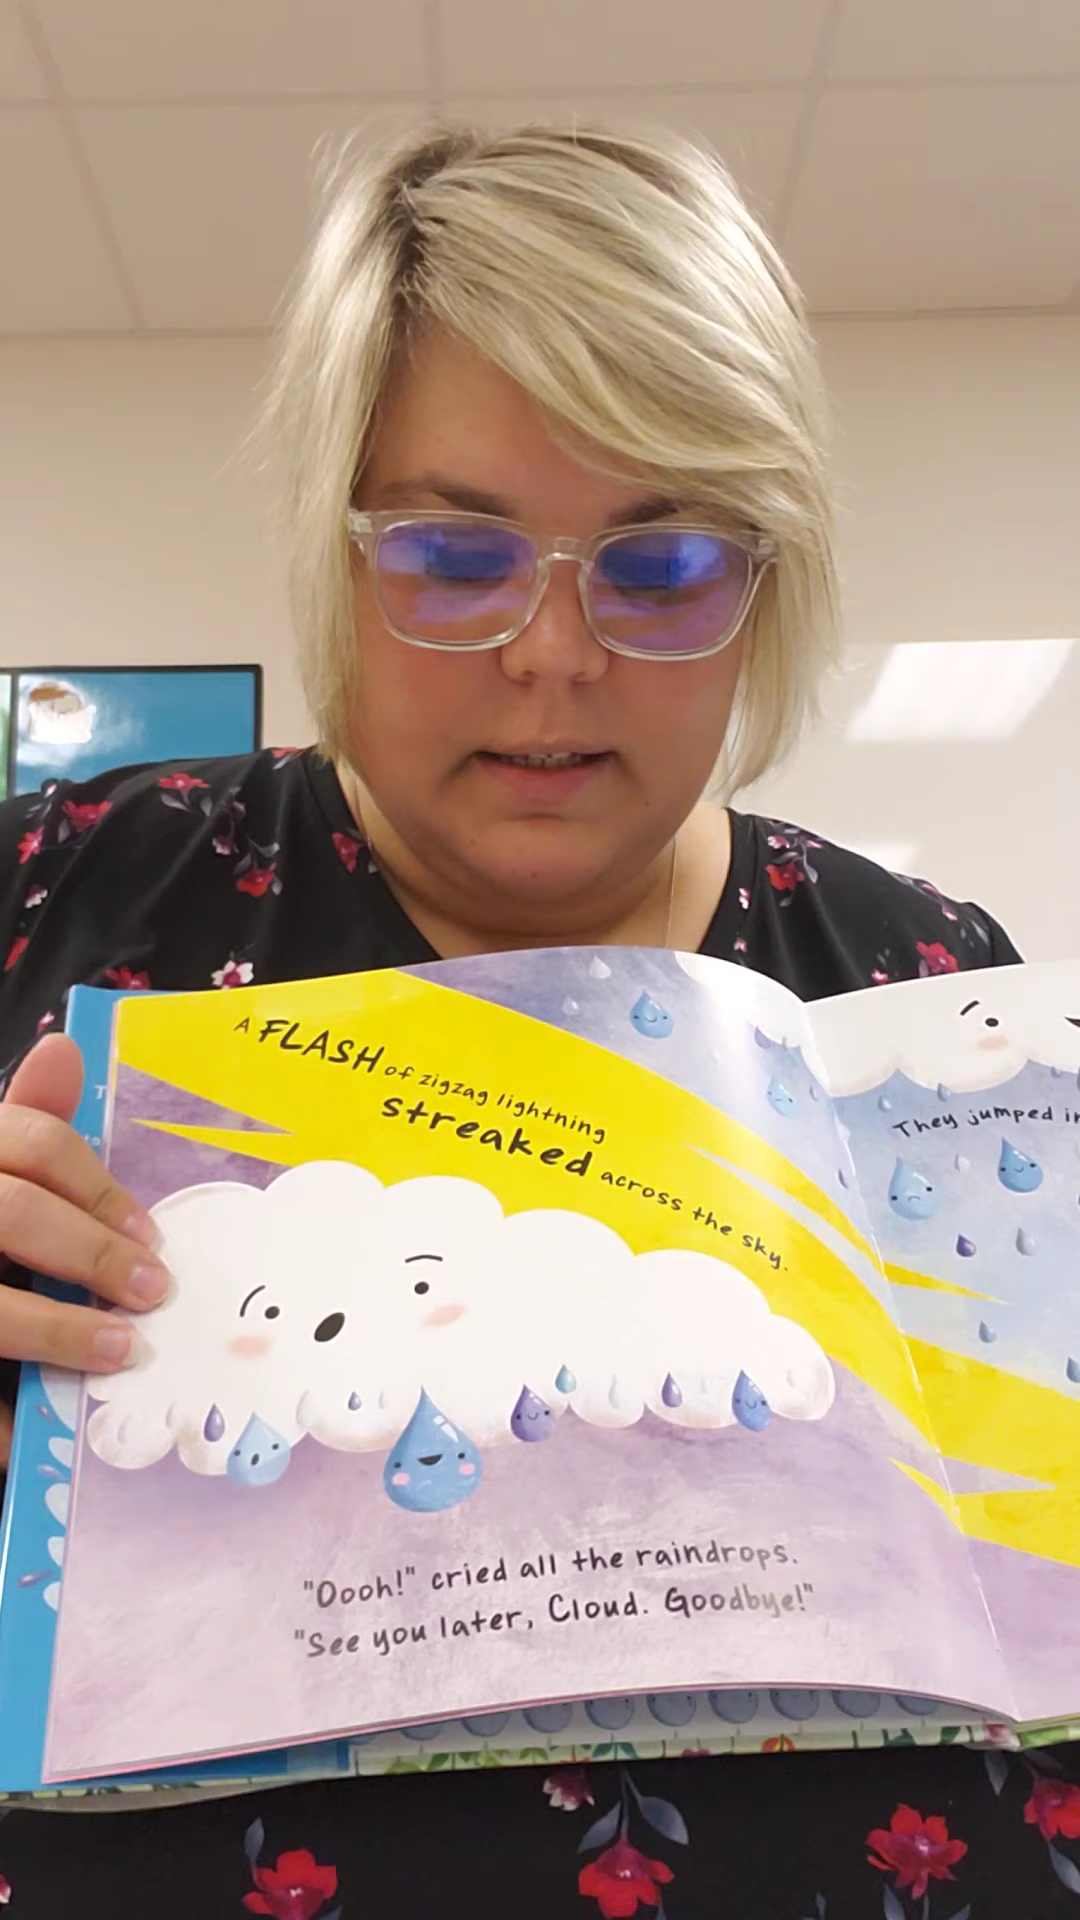 A FLASH of zigzag lightning
streaked across the sky.
"Oooh!" cried all the raindrops.
"See you later, Cloud. Goodbye!"
They jumped